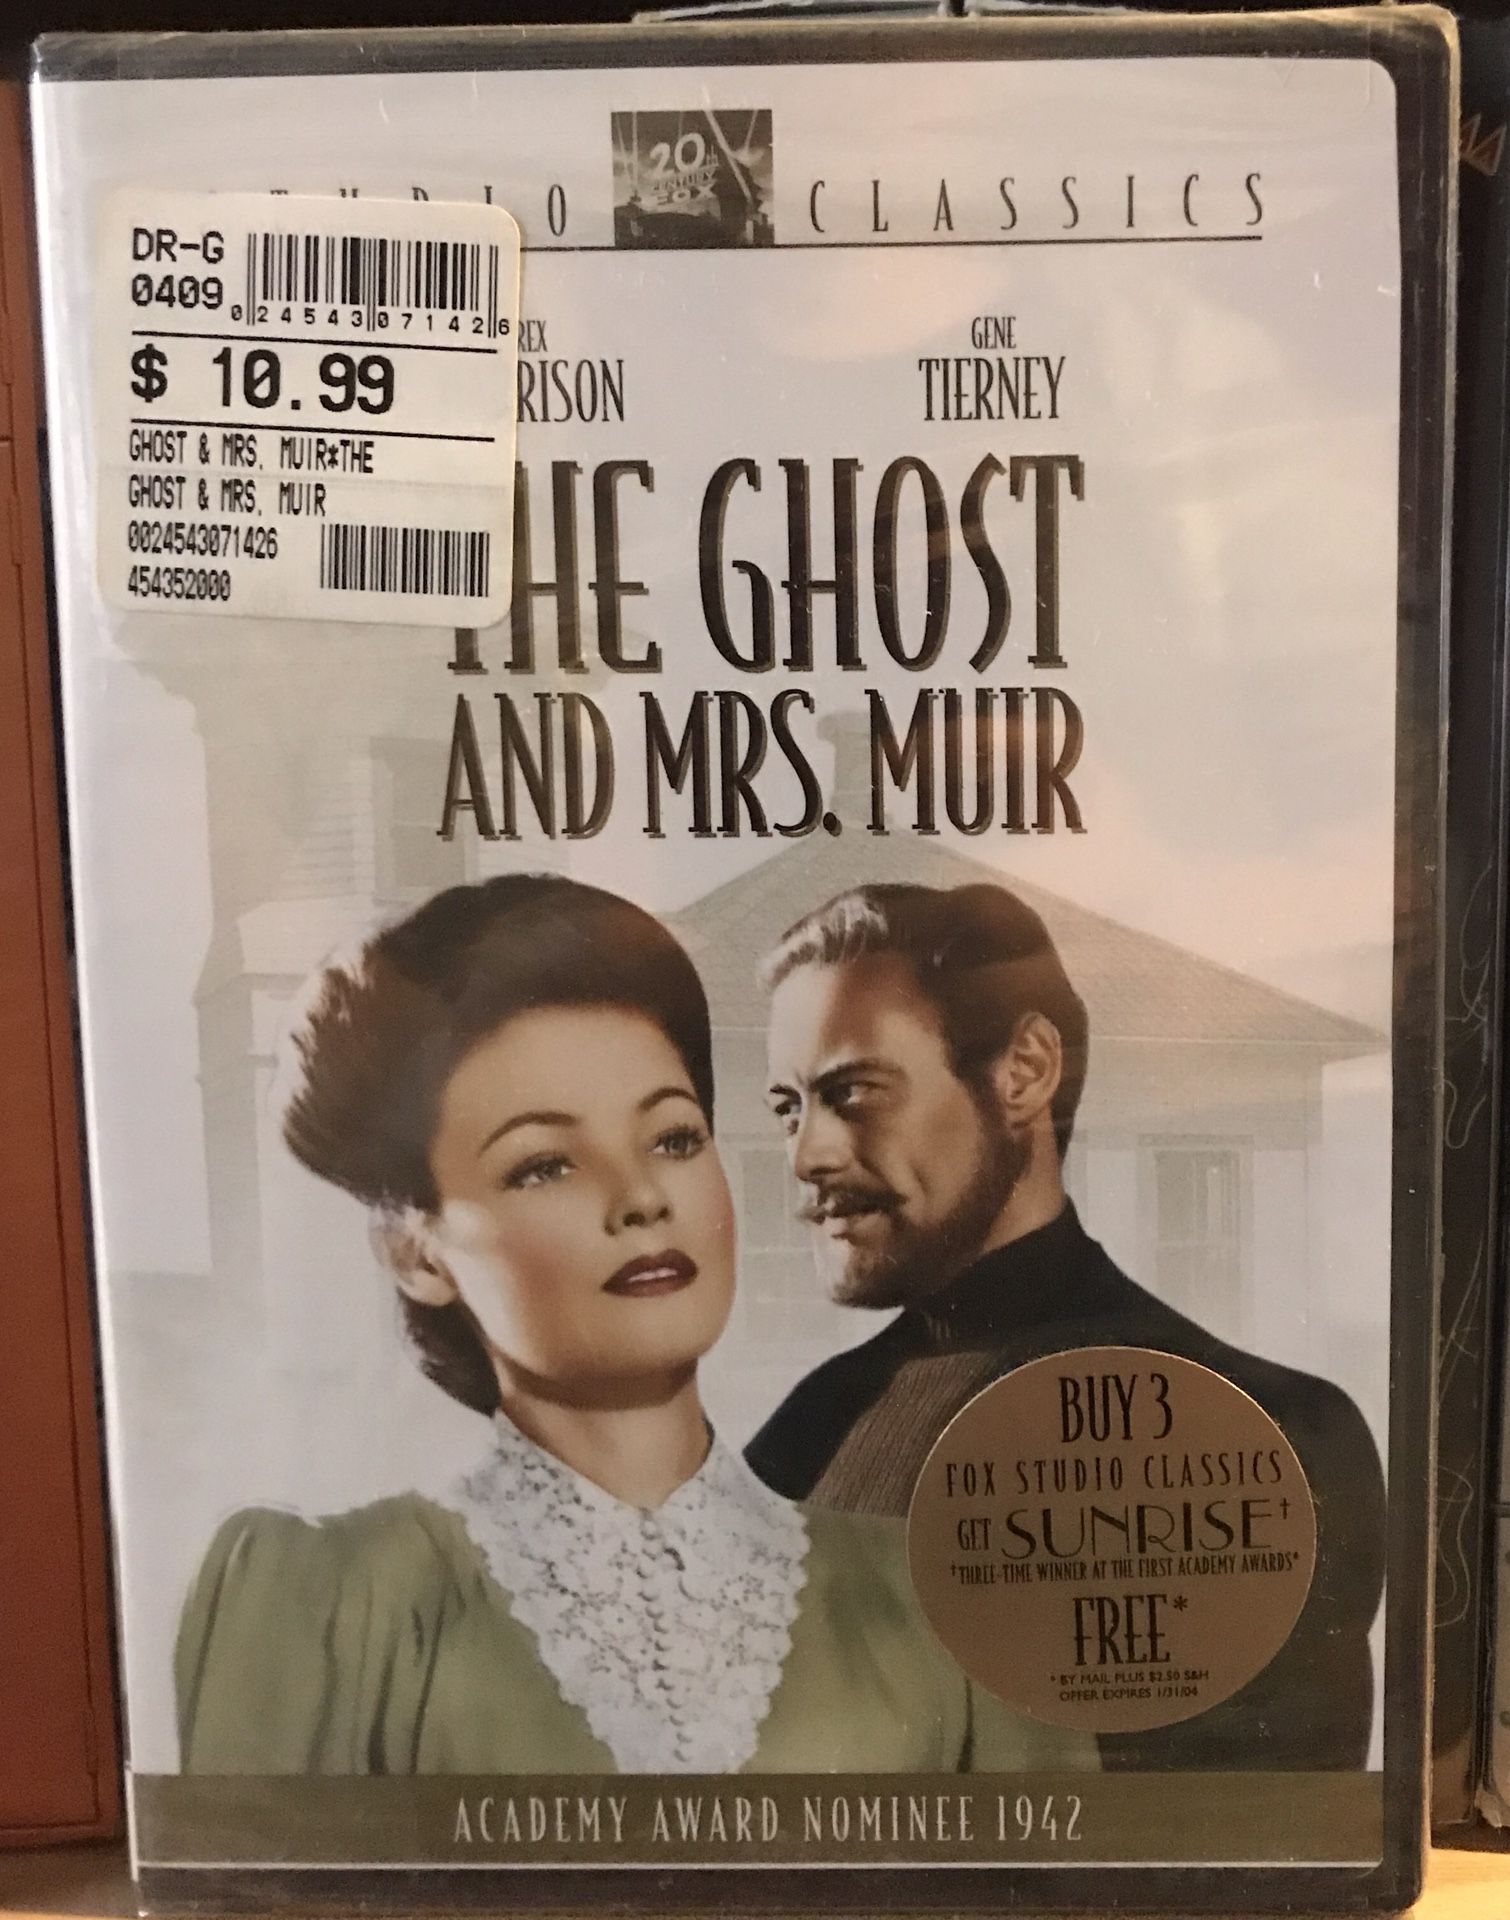 20th
CENTURY
FOX
CLASSICS
DR-G
0409
0 24543 07142 6
$ 10.99
GHOST & MRS. MUIR*THE
GHOST & MRS. MUIR
0024543071426
454352000
REX
RISON
GENE
TIERNEY
THE GHOST
AND MRS. MUIR
BUY 3
FOX STUDIO CLASSICS
GET SUNRISE†
†THREE-TIME WINNER AT THE FIRST ACADEMY AWARDS®
FREE*
* BY MAIL PLUS $2.50 S&H
OFFER EXPIRES 1/31/04
ACADEMY AWARD NOMINEE 1942